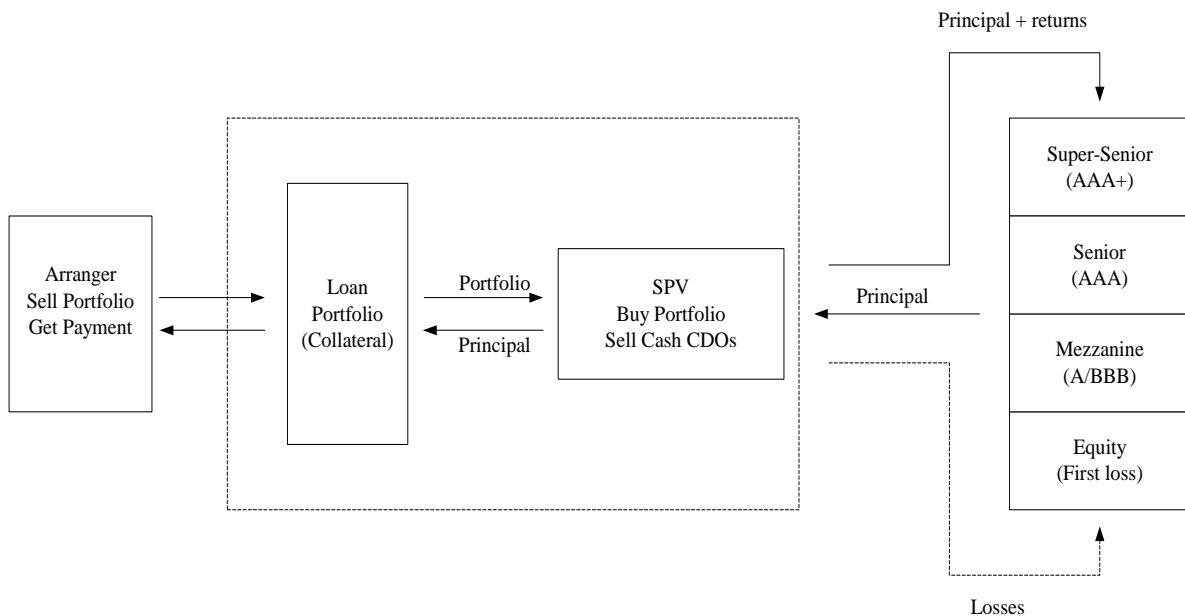 Principal + returns
Super-Senior
(AAA+)
Senior
(AAA)
Mezzanine
(A/BBB)
Equity
(First loss)
Arranger
Sell Portfolio
Get Payment
Loan
Portfolio
(Collateral)
Portfolio
Principal
SPV
Buy Portfolio
Sell Cash CDOs
Principal
Losses